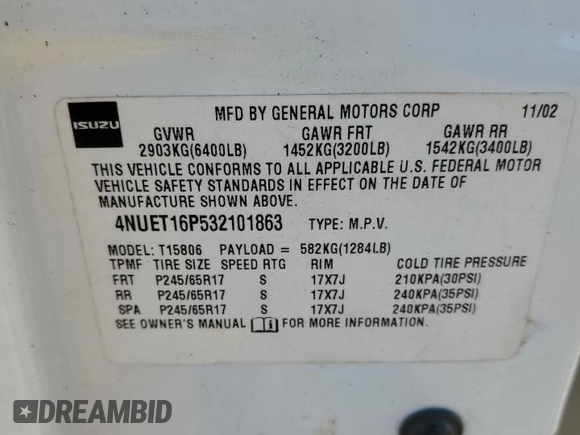 ISUZU
MFD BY GENERAL MOTORS CORP 11/02
GVWR GAWR FRT GAWR RR
2903KG(6400LB) 1452KG(3200LB) 1542KG(3400LB)
THIS VEHICLE CONFORMS TO ALL APPLICABLE U.S. FEDERAL MOTOR
VEHICLE SAFETY STANDARDS IN EFFECT ON THE DATE OF
MANUFACTURE SHOWN ABOVE.
4NUET16P532101863 TYPE: M.P.V.
MODEL: T15806 PAYLOAD = 582KG(1284LB)
TPMF TIRE SIZE SPEED RTG RIM COLD TIRE PRESSURE
FRT P245/65R17 S 17X7J 210KPA(30PSI)
RR P245/65R17 S 17X7J 240KPA(35PSI)
SPA P245/65R17 S 17X7J 240KPA(35PSI)
SEE OWNER'S MANUAL FOR MORE INFORMATION.
DREAMBID